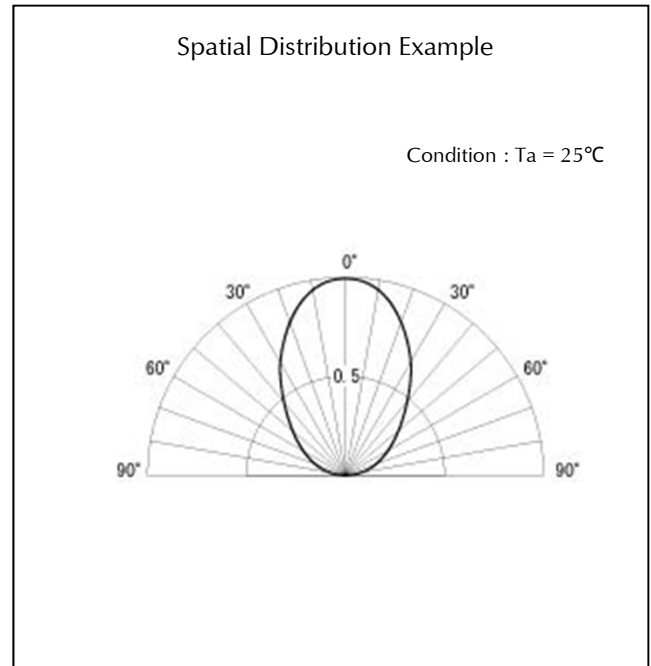 Spatial Distribution Example
Condition : Ta = 25℃
0°
30° 30°
60° 60°
0.5
90° 90°